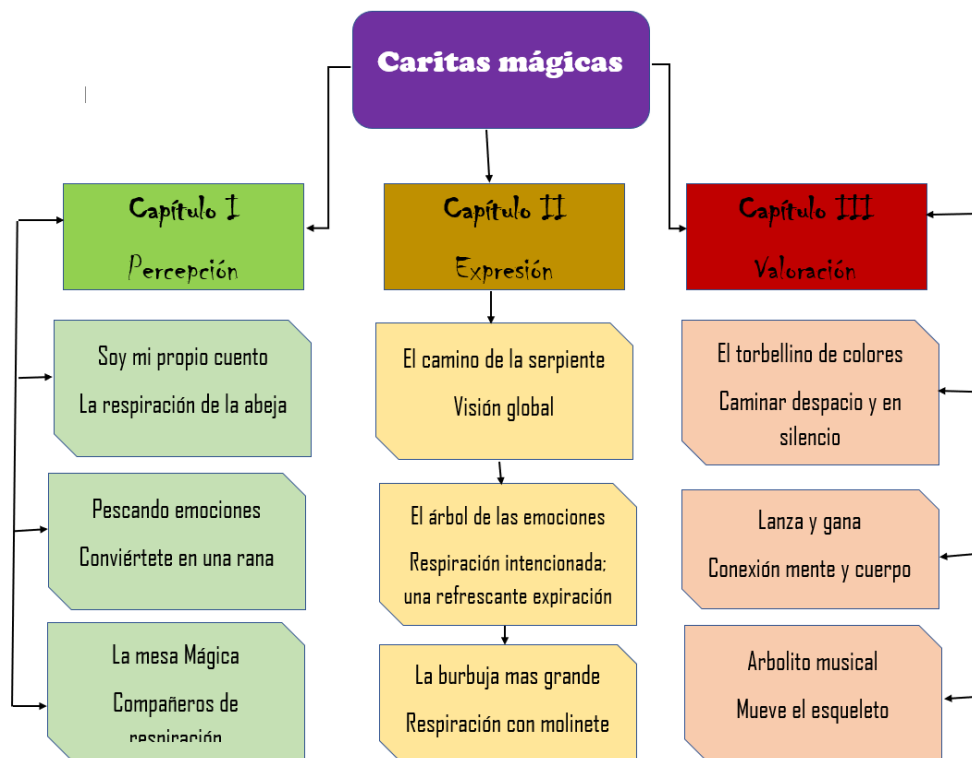 Caritas mágicas
Capítulo I
Percepción
Soy mi propio cuento
La respiración de la abeja
Pescando emociones
Conviértete en una rana
La mesa Mágica
Compañeros de
respiración
Capítulo II
Expresión
El camino de la serpiente
Visión global
El árbol de las emociones
Respiración intencionada;
una refrescante expiración
La burbuja mas grande
Respiración con molinete
Capítulo III
Valoración
El torbellino de colores
Caminar despacio y en
silencio
Lanza y gana
Conexión mente y cuerpo
Arbolito musical
Mueve el esqueleto